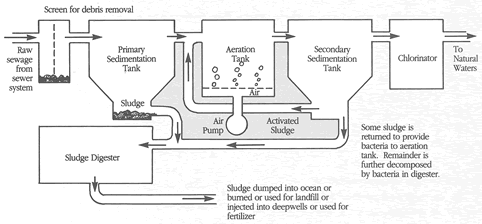 Screen for debris removal
Raw
sewage
from
sewer
system
Primary
Sedimentation
Tank
Aeration
Tank
Air
Secondary
Sedimentation
Tank
Chlorinator
To
Natural
Waters
Sludge
Air
Pump
Activated
Sludge
Sludge Digester
Some sludge is
returned to provide
bacteria to aeration
tank. Remainder is
further decomposed
by bacteria in digester.
Sludge dumped into ocean or
burned or used for landfill or
injected into deepwells or used for
fertilizer